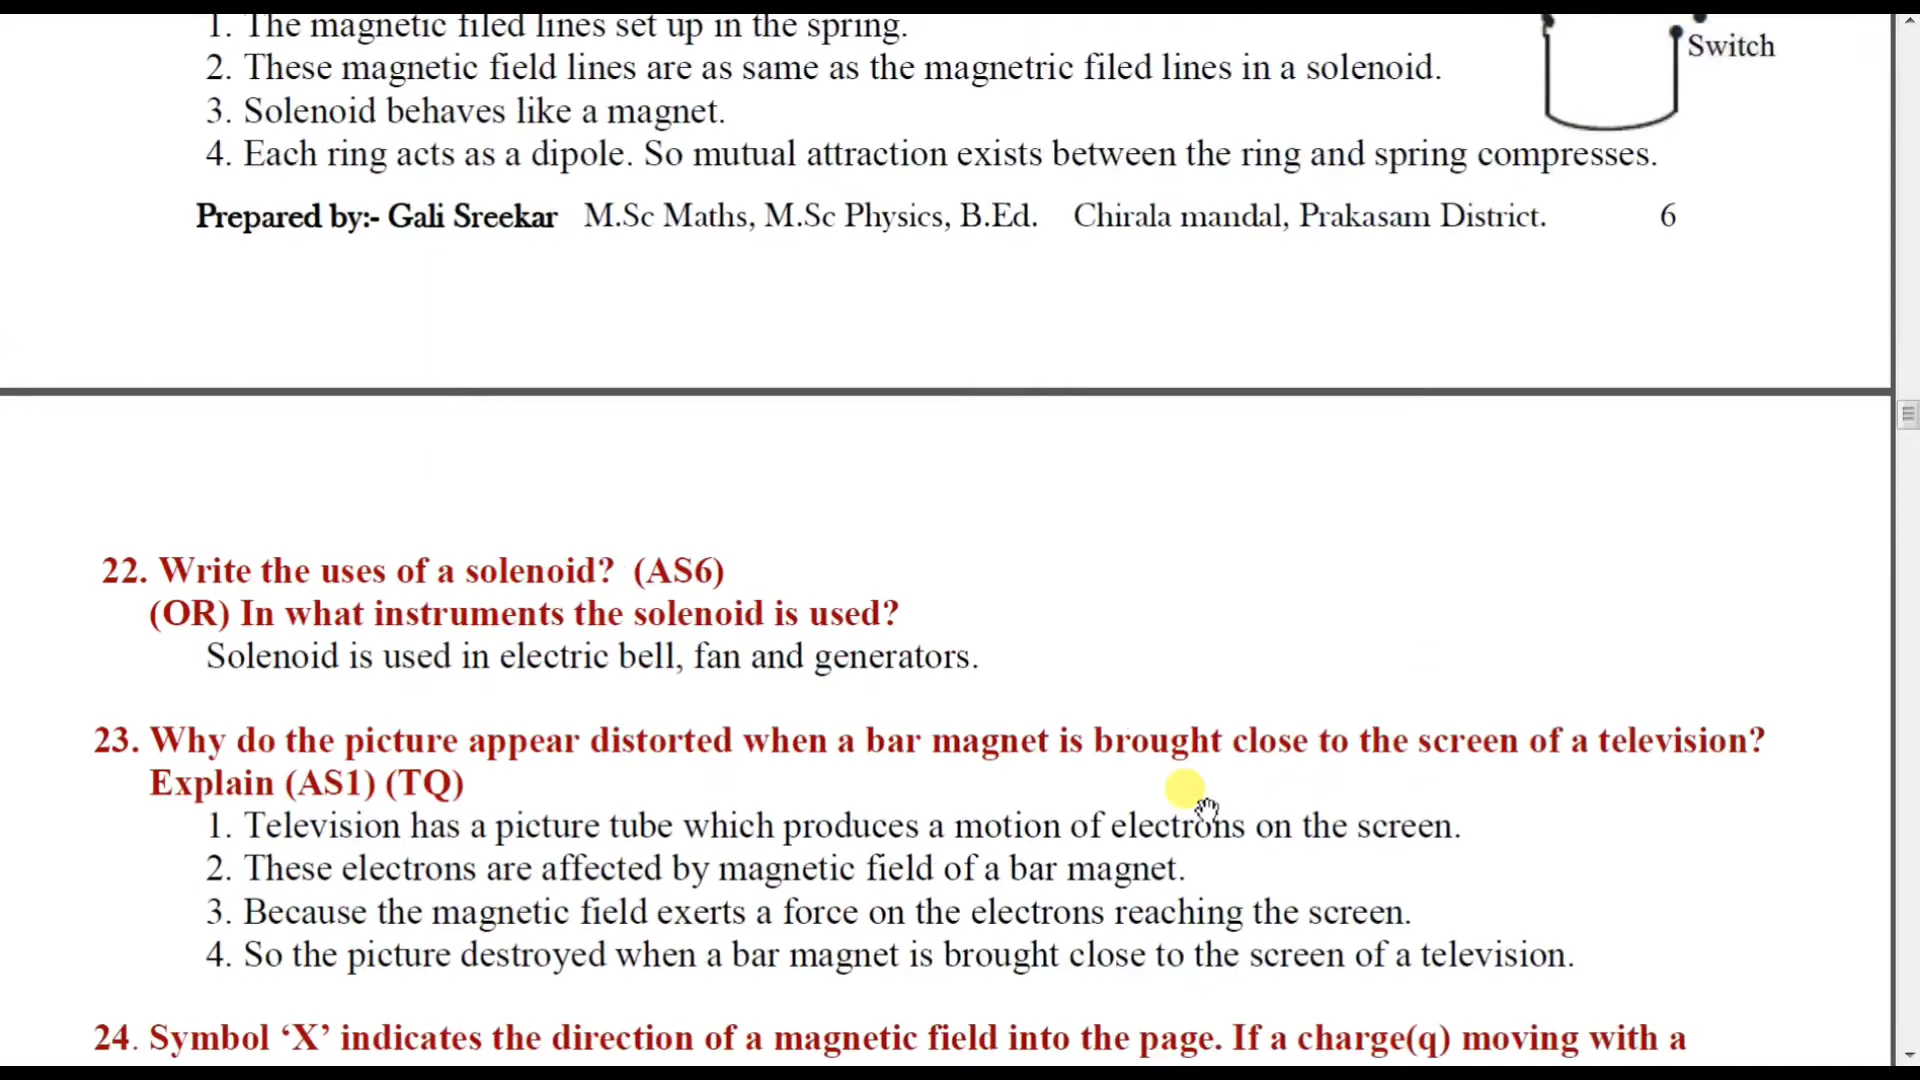 1. The magnetic filed lines set up in the spring.
Switch
2. These magnetic field lines are as same as the magnetric filed lines in a solenoid.
3. Solenoid behaves like a magnet.
4. Each ring acts as a dipole. So mutual attraction exists between the ring and spring compresses.
Prepared by:- Gali Sreekar M.Sc Maths, M.Sc Physics, B.Ed. Chirala mandal, Prakasam District. 6
22. Write the uses of a solenoid? (AS6)
(OR) In what instruments the solenoid is used?
Solenoid is used in electric bell, fan and generators.
23. Why do the picture appear distorted when a bar magnet is brought close to the screen of a television?
Explain (AS1) (TQ)
1. Television has a picture tube which produces a motion of electrons on the screen.
2. These electrons are affected by magnetic field of a bar magnet.
3. Because the magnetic field exerts a force on the electrons reaching the screen.
4. So the picture destroyed when a bar magnet is brought close to the screen of a television.
24. Symbol ‘X’ indicates the direction of a magnetic field into the page. If a charge(q) moving with a